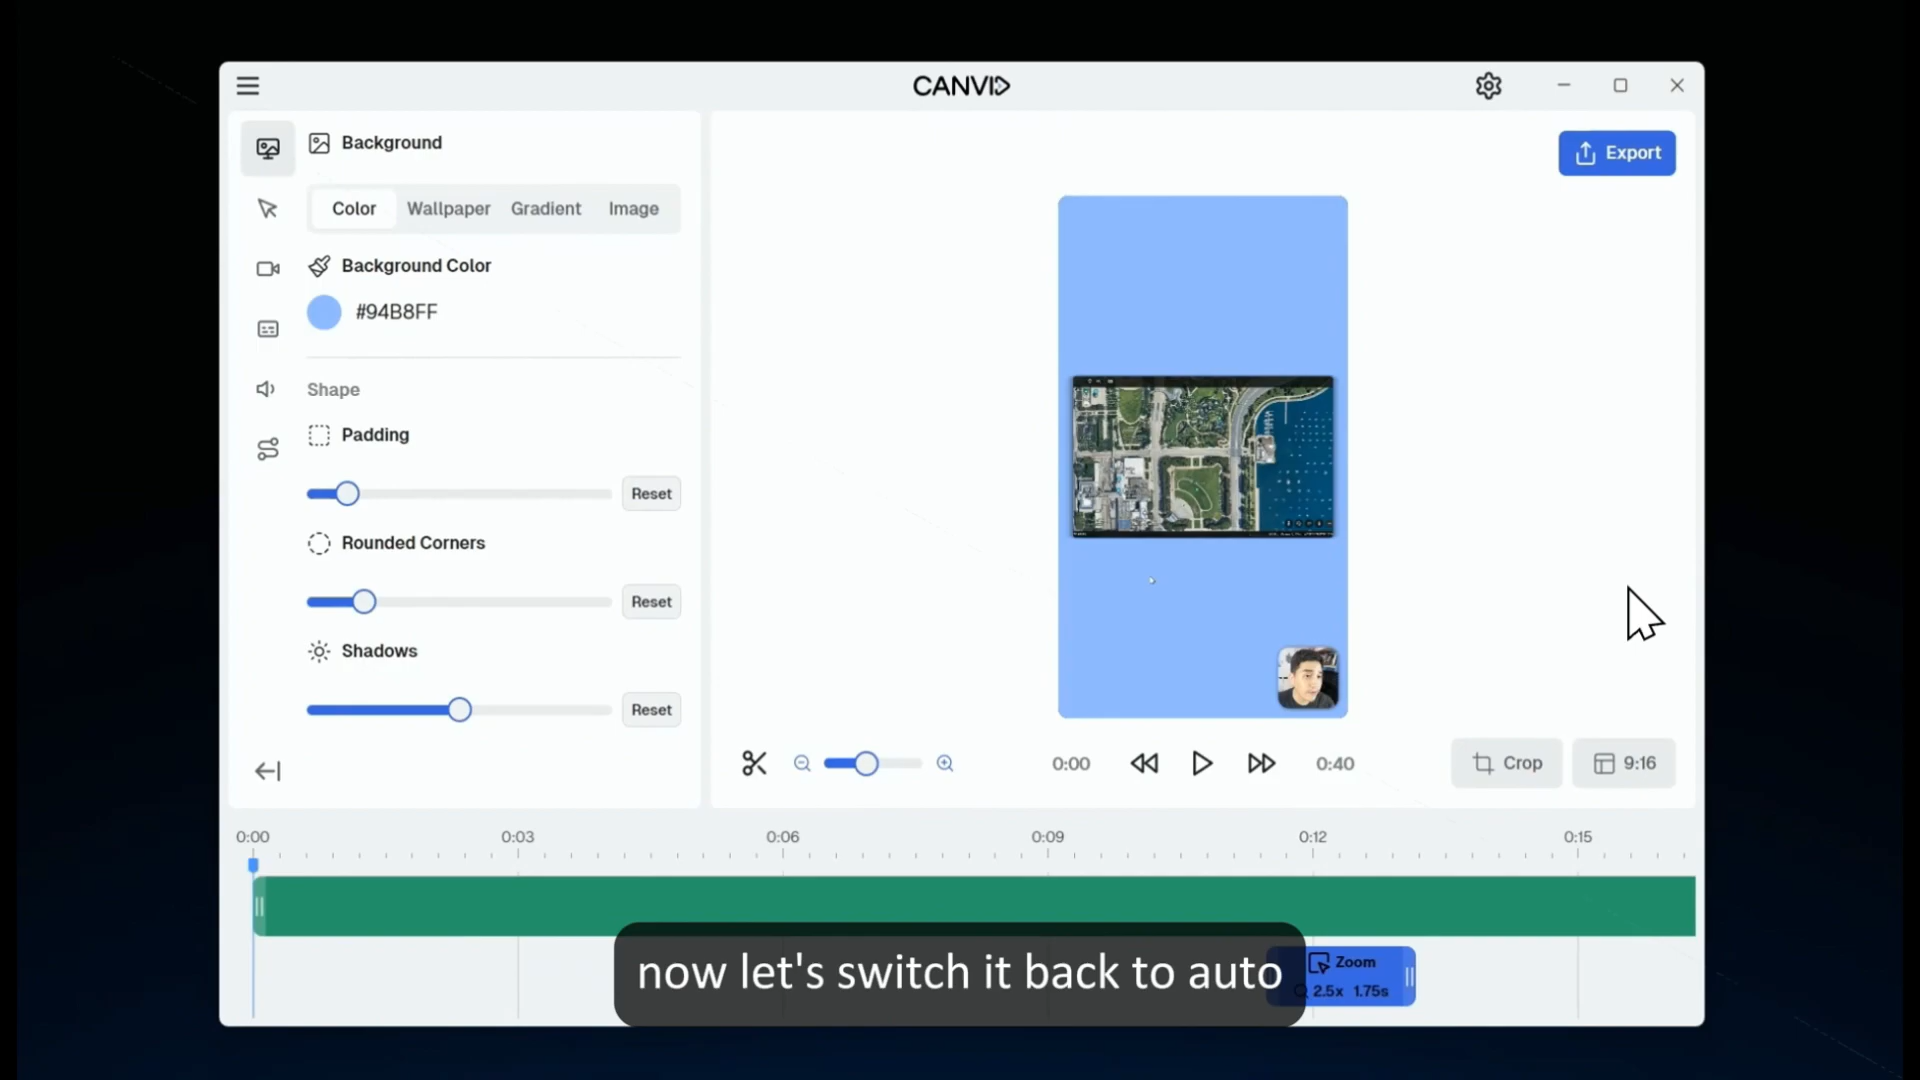 CANVID
Background
Export
Color Wallpaper Gradient Image
Background Color
#94B8FF
Shape
Padding
Reset
Rounded Corners
Reset
Shadows
Reset
0:00 0:40 Crop 9:16
0:00 0:03 0:06 0:09 0:12 0:15
now let's switch it back to auto
Zoom
2.5x 1.75s